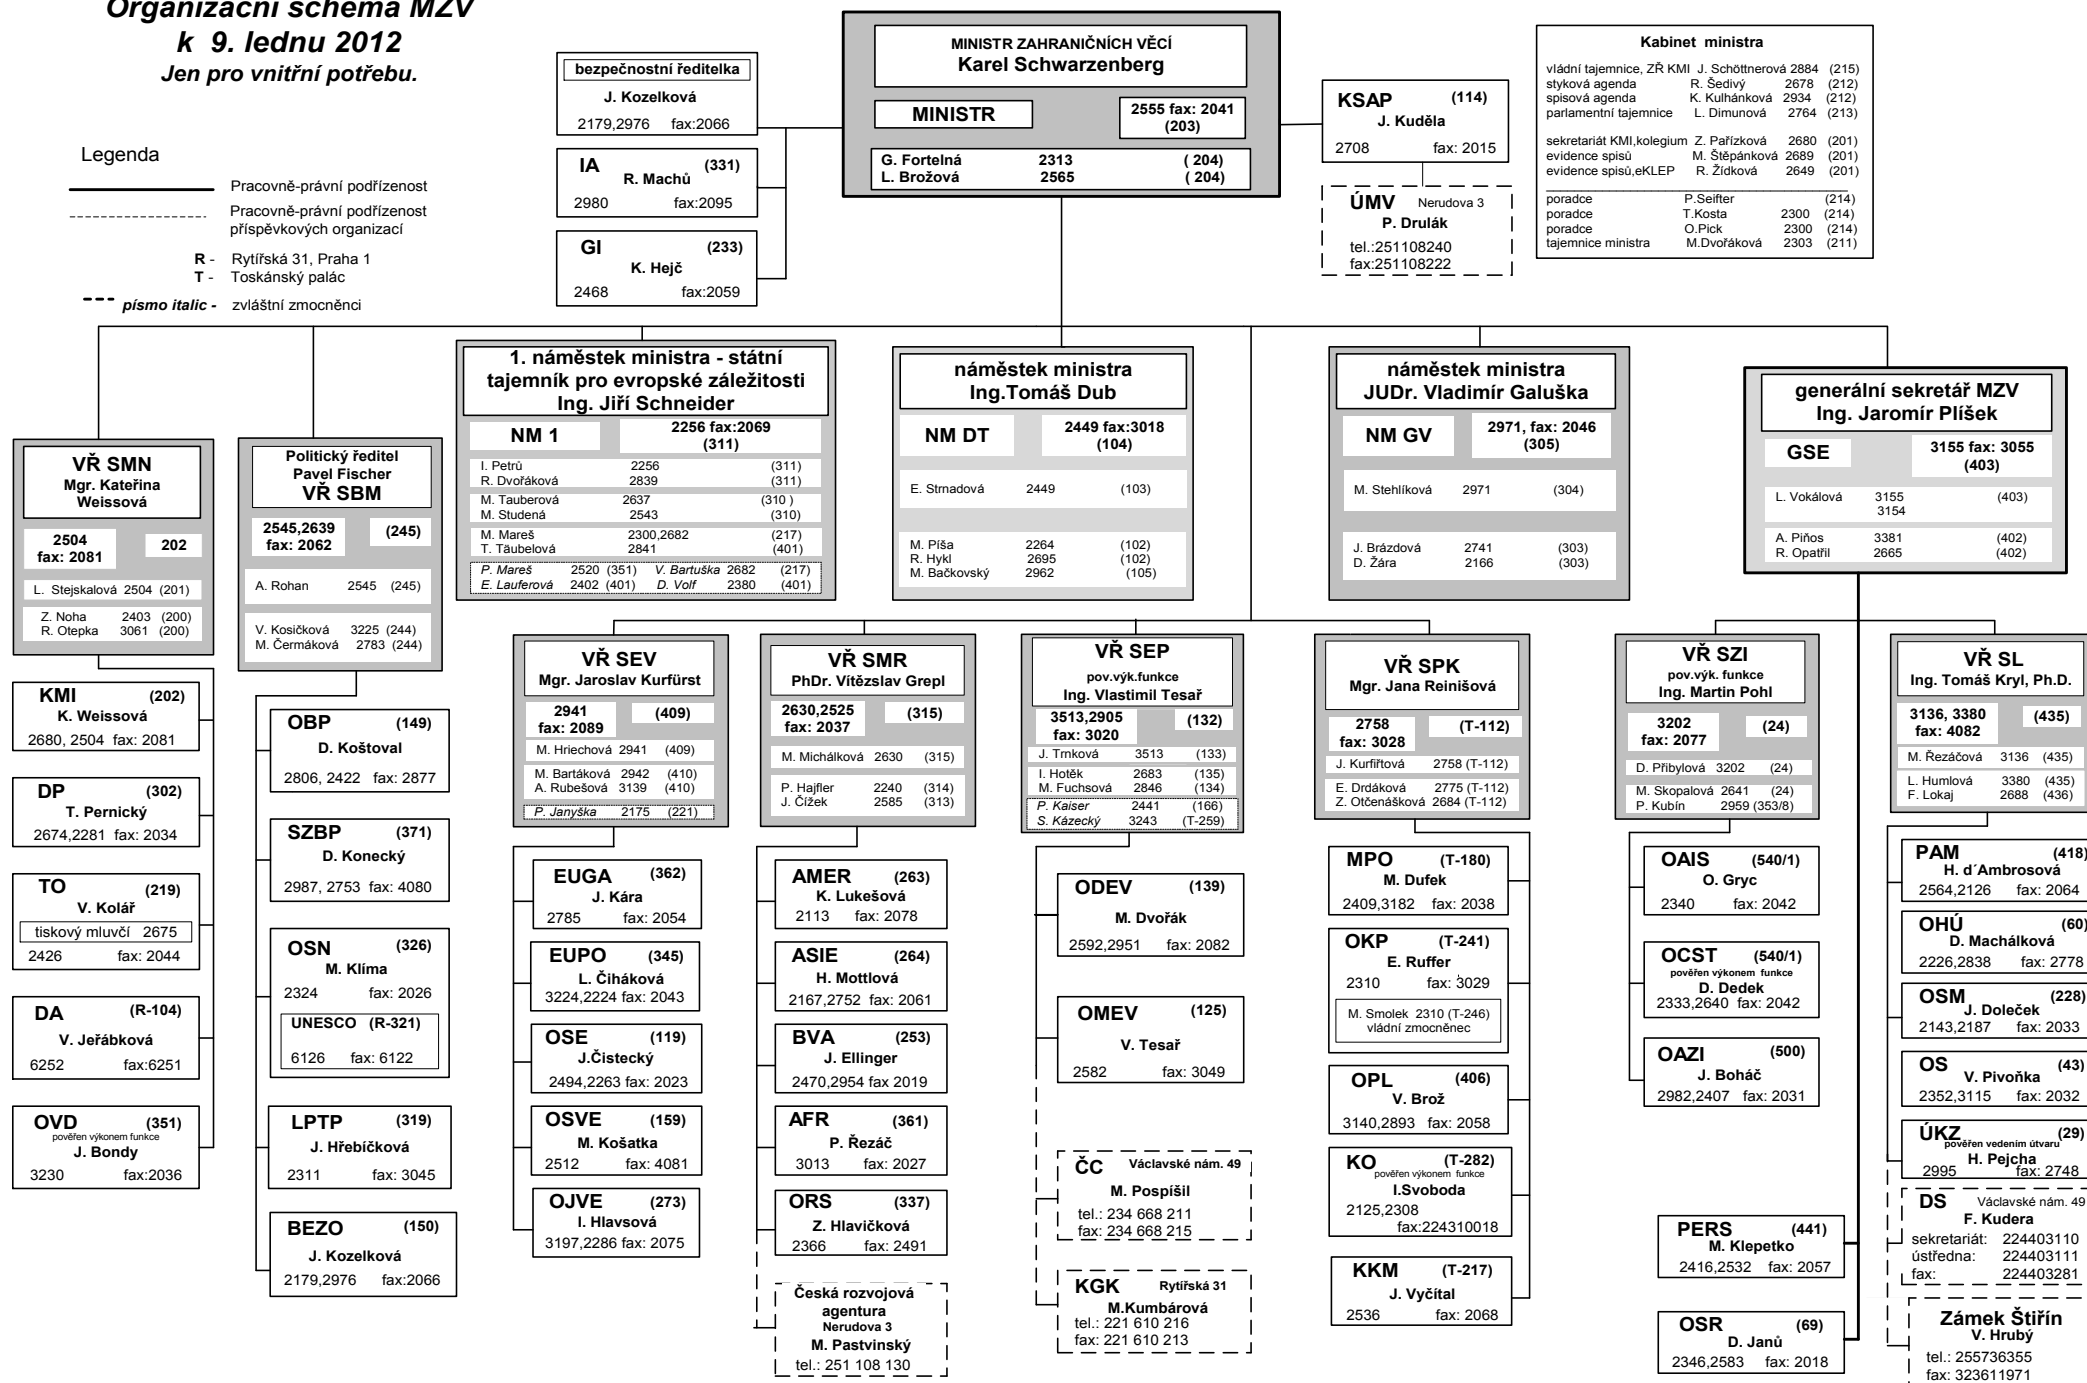 Organizační schéma MZV
k 9. lednu 2012
Jen pro vnitřní potřebu.
Legenda
Pracovně-právní podřízenost
Pracovně-právní podřízenost
příspěvkových organizací
R - Rytířská 31, Praha 1
T - Toskánský palác
písmo italic - zvláštní zmocněnci
bezpečnostní ředitelka
J. Kozelková
2179,2976 fax:2066
IA (331)
R. Machů
2980 fax:2095
GI (233)
K. Hejč
2468 fax:2059
MINISTR ZAHRANIČNÍCH VĚCÍ
Karel Schwarzenberg
MINISTR
2555 fax: 2041
(203)
G. Fortelná 2313 ( 204)
L. Brožová 2565 ( 204)
KSAP (114)
J. Kuděla
2708 fax: 2015
ÚMV Nerudova 3
P. Drulák
tel.:251108240
fax:251108222
Kabinet ministra
vládní tajemnice, ZŘ KMI J. Schöttnerová 2884 (215)
styková agenda R. Šedivý 2678 (212)
spisová agenda K. Kulhánková 2934 (212)
parlamentní tajemnice L. Dimunová 2764 (213)
sekretariát KMI,kolegium Z. Pařízková 2680 (201)
evidence spisů M. Štěpánková 2689 (201)
evidence spisů,eKLEP R. Žídková 2649 (201)
poradce P.Seifter (214)
poradce T.Kosta 2300 (214)
poradce O.Pick 2300 (214)
tajemnice ministra M.Dvořáková 2303 (211)
VŘ SMN
Mgr. Kateřina
Weissová
2504
fax: 2081
202
L. Stejskalová 2504 (201)
Z. Noha 2403 (200)
R. Otepka 3061 (200)
Politický ředitel
Pavel Fischer
VŘ SBM
2545,2639
fax: 2062
(245)
A. Rohan 2545 (245)
V. Kosičková 3225 (244)
M. Čermáková 2783 (244)
1. náměstek ministra - státní
tajemník pro evropské záležitosti
Ing. Jiří Schneider
NM 1
2256 fax:2069
(311)
I. Petrů 2256 (311)
R. Dvořáková 2839 (311)
M. Tauberová 2637 (310 )
M. Studená 2543 (310)
M. Mareš 2300,2682 (217)
T. Täubelová 2841 (401)
P. Mareš 2520 (351) V. Bartuška 2682 (217)
E. Lauferová 2402 (401) D. Volf 2380 (401)
náměstek ministra
Ing.Tomáš Dub
NM DT
2449 fax:3018
(104)
E. Strnadová 2449 (103)
M. Píša 2264 (102)
R. Hykl 2695 (102)
M. Bačkovský 2962 (105)
náměstek ministra
JUDr. Vladimír Galuška
NM GV
2971, fax: 2046
(305)
M. Stehlíková 2971 (304)
J. Brázdová 2741 (303)
D. Žára 2166 (303)
generální sekretář MZV
Ing. Jaromír Plíšek
GSE
3155 fax: 3055
(403)
L. Vokálová 3155 (403)
3154
A. Piňos 3381 (402)
R. Opatřil 2665 (402)
KMI (202)
K. Weissová
2680, 2504 fax: 2081
DP (302)
T. Pernický
2674,2281 fax: 2034
TO (219)
V. Kolář
tiskový mluvčí 2675
2426 fax: 2044
DA (R-104)
V. Jeřábková
6252 fax:6251
OVD (351)
pověřen výkonem funkce
J. Bondy
3230 fax:2036
OBP (149)
D. Koštoval
2806, 2422 fax: 2877
SZBP (371)
D. Konecký
2987, 2753 fax: 4080
OSN (326)
M. Klíma
2324 fax: 2026
UNESCO (R-321)
6126 fax: 6122
LPTP (319)
J. Hřebíčková
2311 fax: 3045
BEZO (150)
J. Kozelková
2179,2976 fax:2066
VŘ SEV
Mgr. Jaroslav Kurfürst
2941
fax: 2089
(409)
M. Hriechová 2941 (409)
M. Bartáková 2942 (410)
A. Rubešová 3139 (410)
P. Janyška 2175 (221)
EUGA (362)
J. Kára
2785 fax: 2054
EUPO (345)
L. Čiháková
3224,2224 fax: 2043
OSE (119)
J.Čistecký
2494,2263 fax: 2023
OSVE (159)
M. Košatka
2512 fax: 4081
OJVE (273)
I. Hlavsová
3197,2286 fax: 2075
VŘ SMR
PhDr. Vítězslav Grepl
2630,2525
fax: 2037
(315)
M. Michálková 2630 (315)
P. Hajfler 2240 (314)
J. Čížek 2585 (313)
AMER (263)
K. Lukešová
2113 fax: 2078
ASIE (264)
H. Mottlová
2167,2752 fax: 2061
BVA (253)
J. Ellinger
2470,2954 fax 2019
AFR (361)
P. Řezáč
3013 fax: 2027
ORS (337)
Z. Hlavičková
2366 fax: 2491
Česká rozvojová
agentura
Nerudova 3
M. Pastvinský
tel.: 251 108 130
VŘ SEP
pov.výk.funkce
Ing. Vlastimil Tesař
3513,2905
fax: 3020
(132)
J. Trnková 3513 (133)
I. Hotěk 2683 (135)
M. Fuchsová 2846 (134)
P. Kaiser 2441 (166)
S. Kázecký 3243 (T-259)
ODEV (139)
M. Dvořák
2592,2951 fax: 2082
OMEV (125)
V. Tesař
2582 fax: 3049
ČC Václavské nám. 49
M. Pospíšil
tel.: 234 668 211
fax: 234 668 215
KGK Rytířská 31
M.Kumbárová
tel.: 221 610 216
fax: 221 610 213
VŘ SPK
Mgr. Jana Reinišová
2758
fax: 3028
(T-112)
J. Kurfiřtová 2758 (T-112)
E. Drdáková 2775 (T-112)
Z. Otčenášková 2684 (T-112)
MPO (T-180)
M. Dufek
2409,3182 fax: 2038
OKP (T-241)
E. Ruffer
2310 fax: 3029
M. Smolek 2310 (T-246)
vládní zmocněnec
OPL (406)
V. Brož
3140,2893 fax: 2058
KO (T-282)
pověřen výkonem funkce
I.Svoboda
2125,2308
fax:224310018
KKM (T-217)
J. Vyčítal
2536 fax: 2068
VŘ SZI
pov.výk. funkce
Ing. Martin Pohl
3202
fax: 2077
(24)
D. Přibylová 3202 (24)
M. Skopalová 2641 (24)
P. Kubín 2959 (353/8)
OAIS (540/1)
O. Gryc
2340 fax: 2042
OCST (540/1)
pověřen výkonem funkce
D. Dedek
2333,2640 fax: 2042
OAZI (500)
J. Boháč
2982,2407 fax: 2031
PERS (441)
M. Klepetko
2416,2532 fax: 2057
OSR (69)
D. Janů
2346,2583 fax: 2018
VŘ SL
Ing. Tomáš Kryl, Ph.D.
3136, 3380
fax: 4082
(435)
M. Řezáčová 3136 (435)
L. Humlová 3380 (435)
F. Lokaj 2688 (436)
PAM (418)
H. d´Ambrosová
2564,2126 fax: 2064
OHÚ (60)
D. Machálková
2226,2838 fax: 2778
OSM (228)
J. Doleček
2143,2187 fax: 2033
OS (43)
V. Pivoňka
2352,3115 fax: 2032
ÚKZ (29)
pověřen vedením útvaru
H. Pejcha
2995 fax: 2748
DS Václavské nám. 49
F. Kudera
sekretariát: 224403110
ústředna: 224403111
fax: 224403281
Zámek Štiřín
V. Hrubý
tel.: 255736355
fax: 323611971